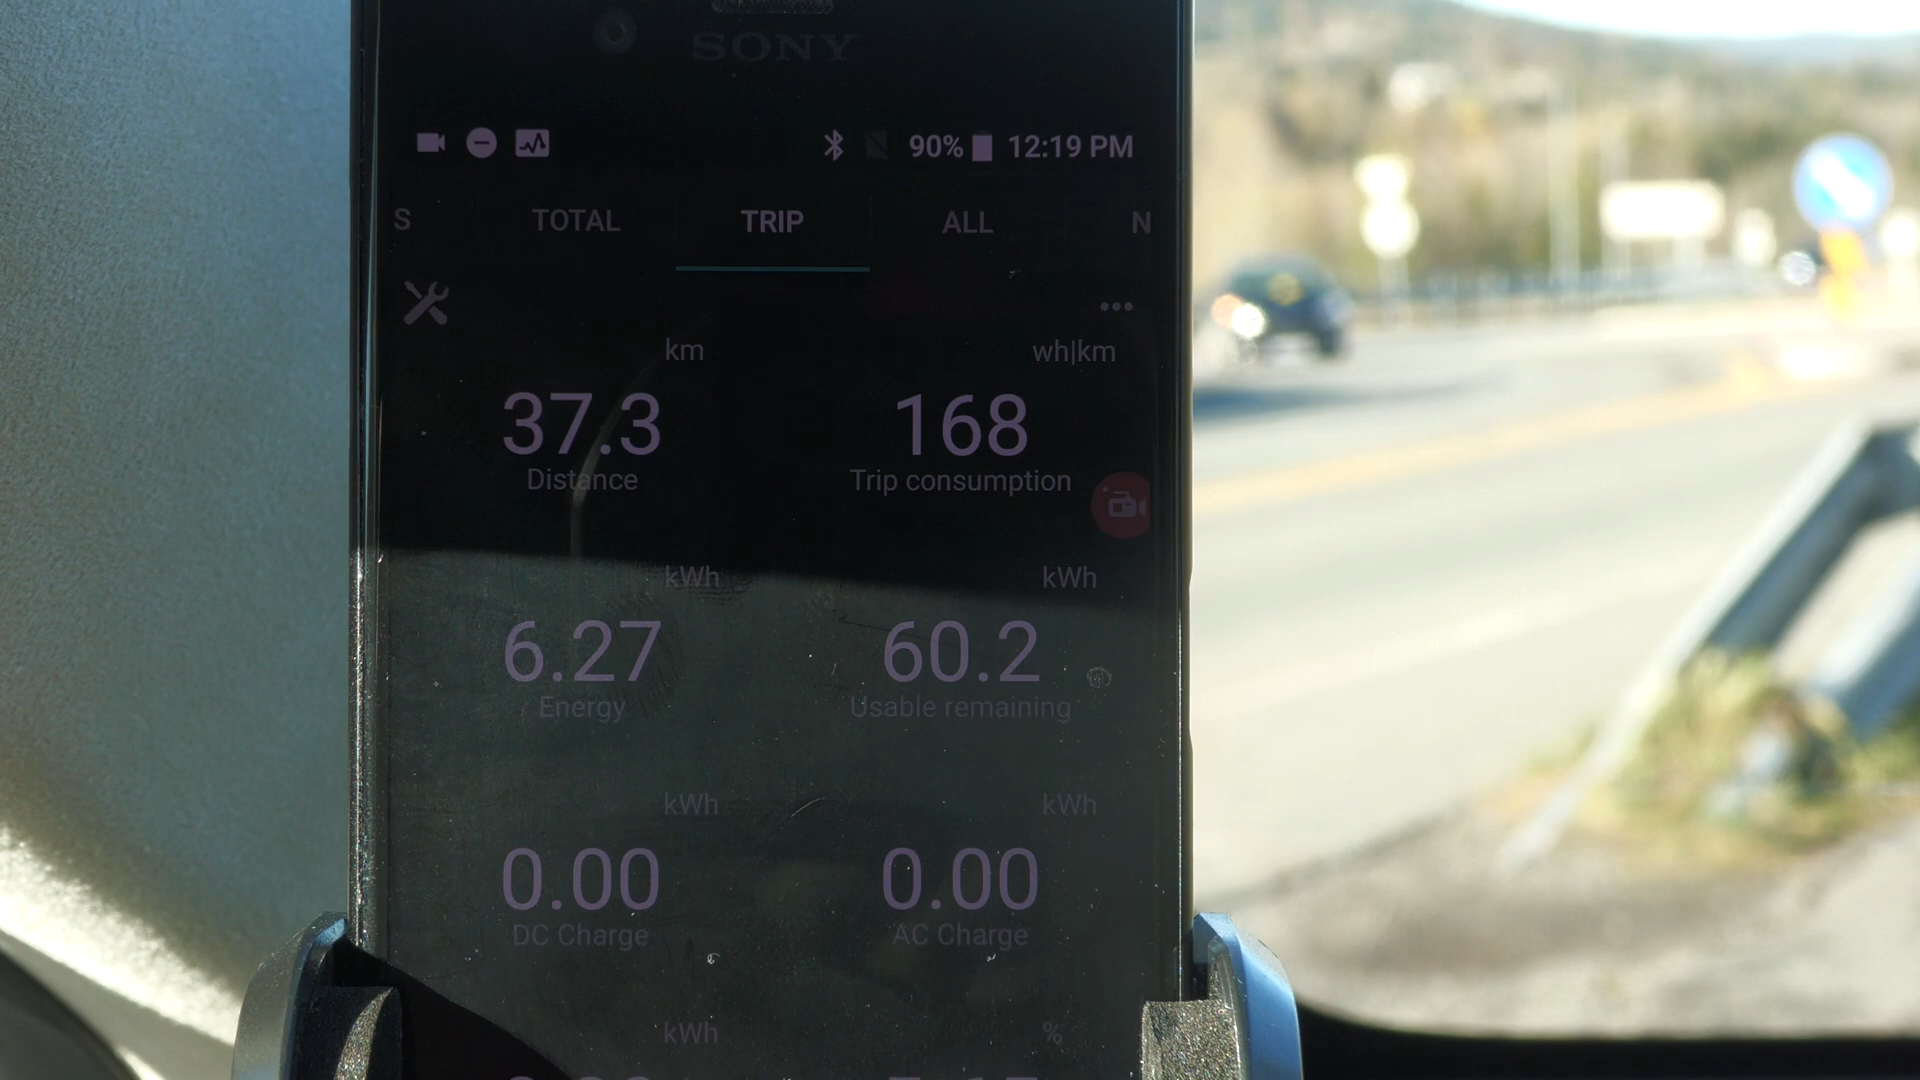 SONY
90% 12:19 PM
S TOTAL TRIP ALL N
km wh|km
37.3 168
Distance Trip consumption
kWh kWh
6.27 60.2
Energy Usable remaining
kWh kWh
0.00 0.00
DC Charge AC Charge
kWh %